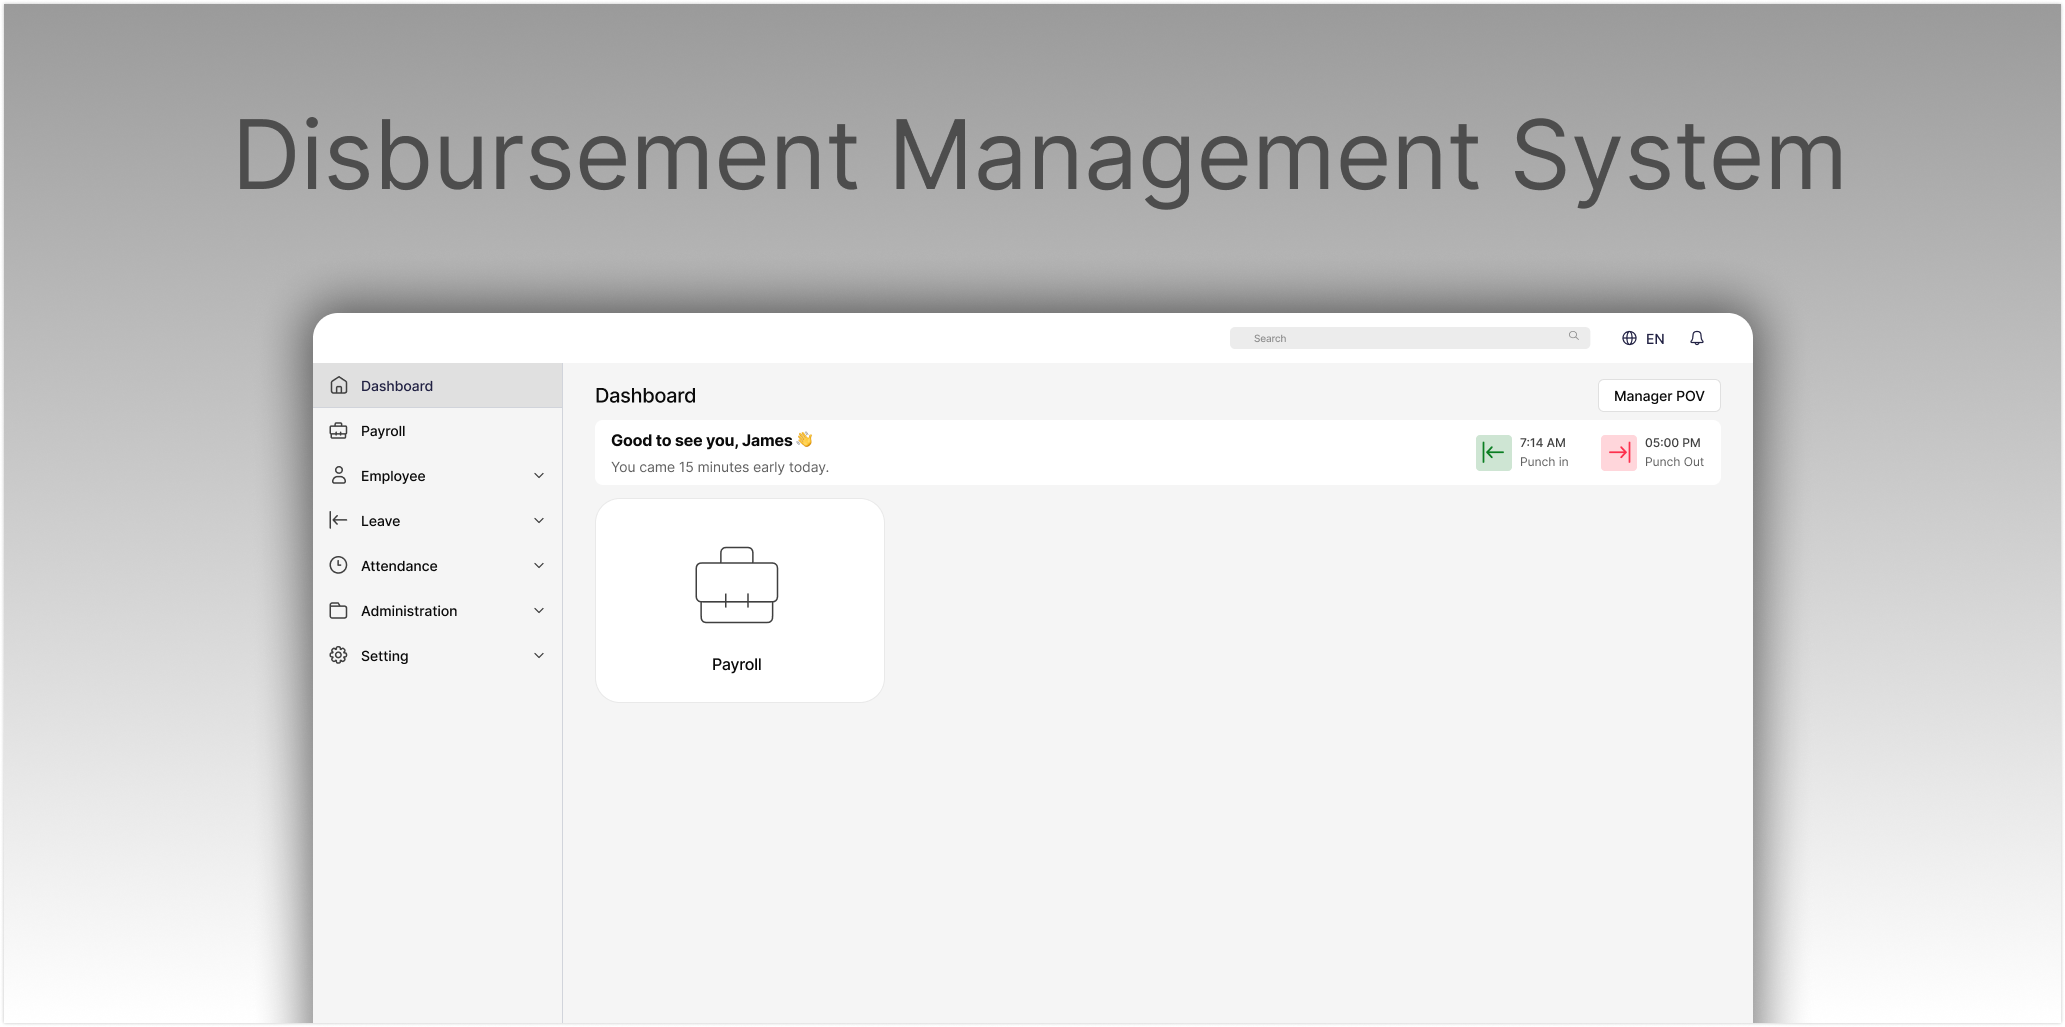 Disbursement Management System
Search
EN
Dashboard
Payroll
Employee
Leave
Attendance
Administration
Setting
Dashboard
Manager POV
Good to see you, James 👋
You came 15 minutes early today.
7:14 AM
Punch in
05:00 PM
Punch Out
Payroll